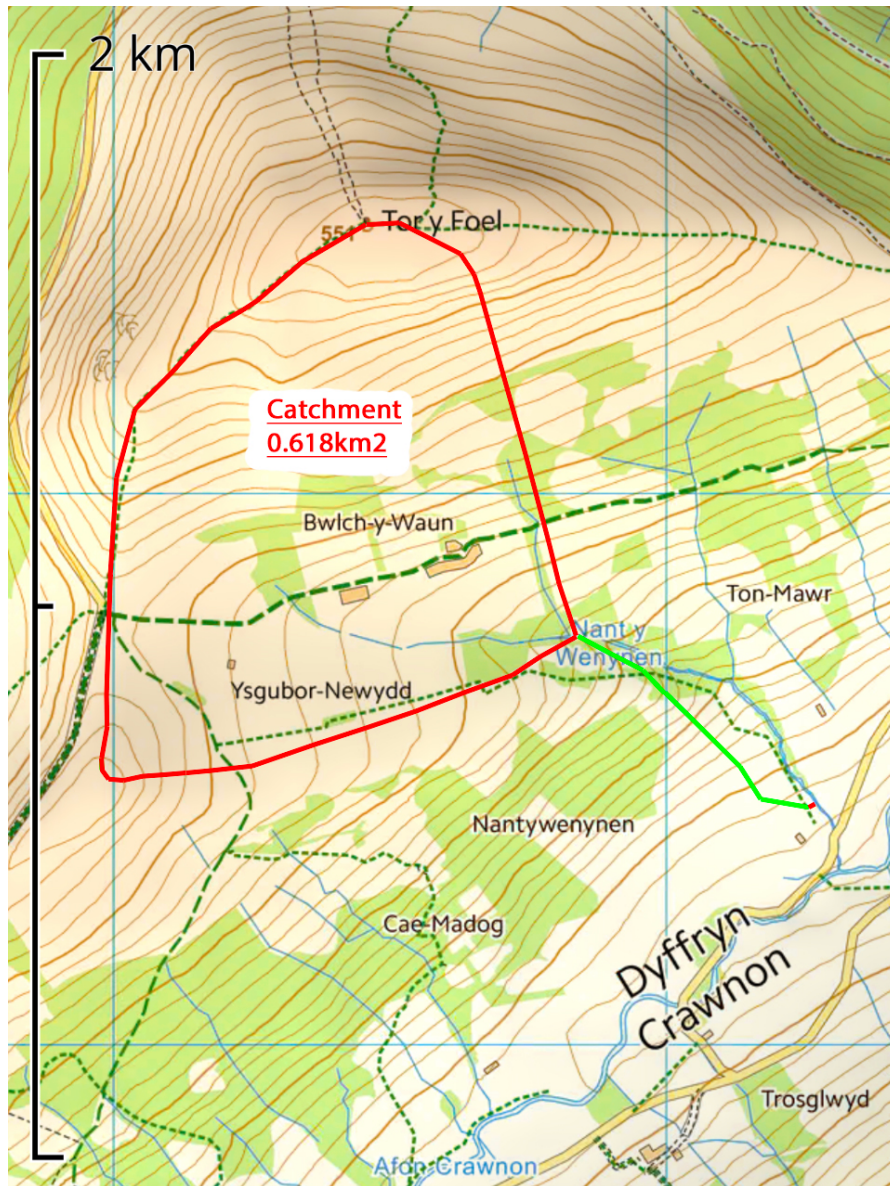 2 km
Tor y Foel
551
Catchment
0.618km2
Bwlch-y-Waun
Ton-Mawr
Nant y
Wenynen
Ysgubor-Newydd
Nantywenynen
Cae-Madog
Dyffryn
Crawnon
Trosglwyd
Afon Crawnon